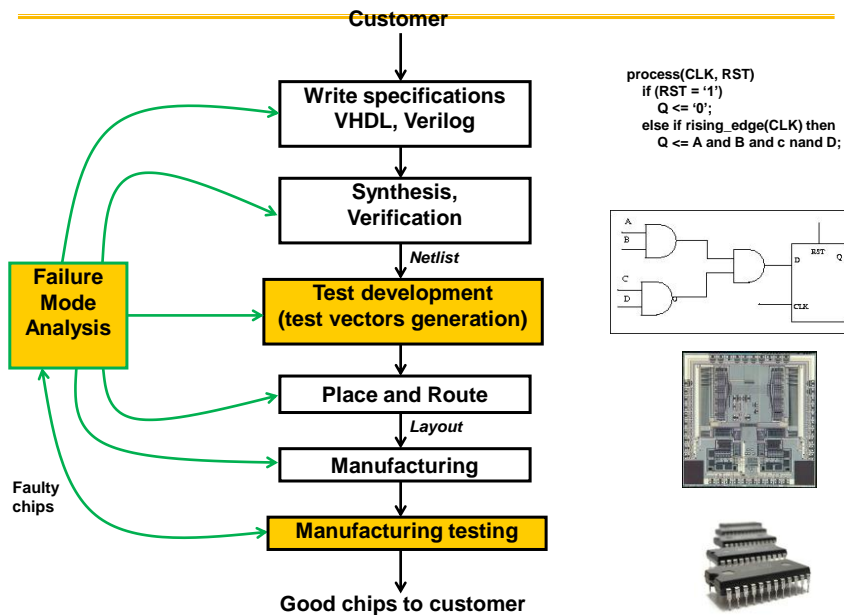 Customer
Write specifications
VHDL, Verilog
Synthesis,
Verification
Netlist
Failure
Mode
Analysis
Test development
(test vectors generation)
Place and Route
Layout
Manufacturing
Faulty
chips
Manufacturing testing
Good chips to customer
process(CLK, RST)
if (RST = ‘1’)
Q <= ‘0’;
else if rising_edge(CLK) then
Q <= A and B and c nand D;
A
B
C
D
D
RST
Q
CLK